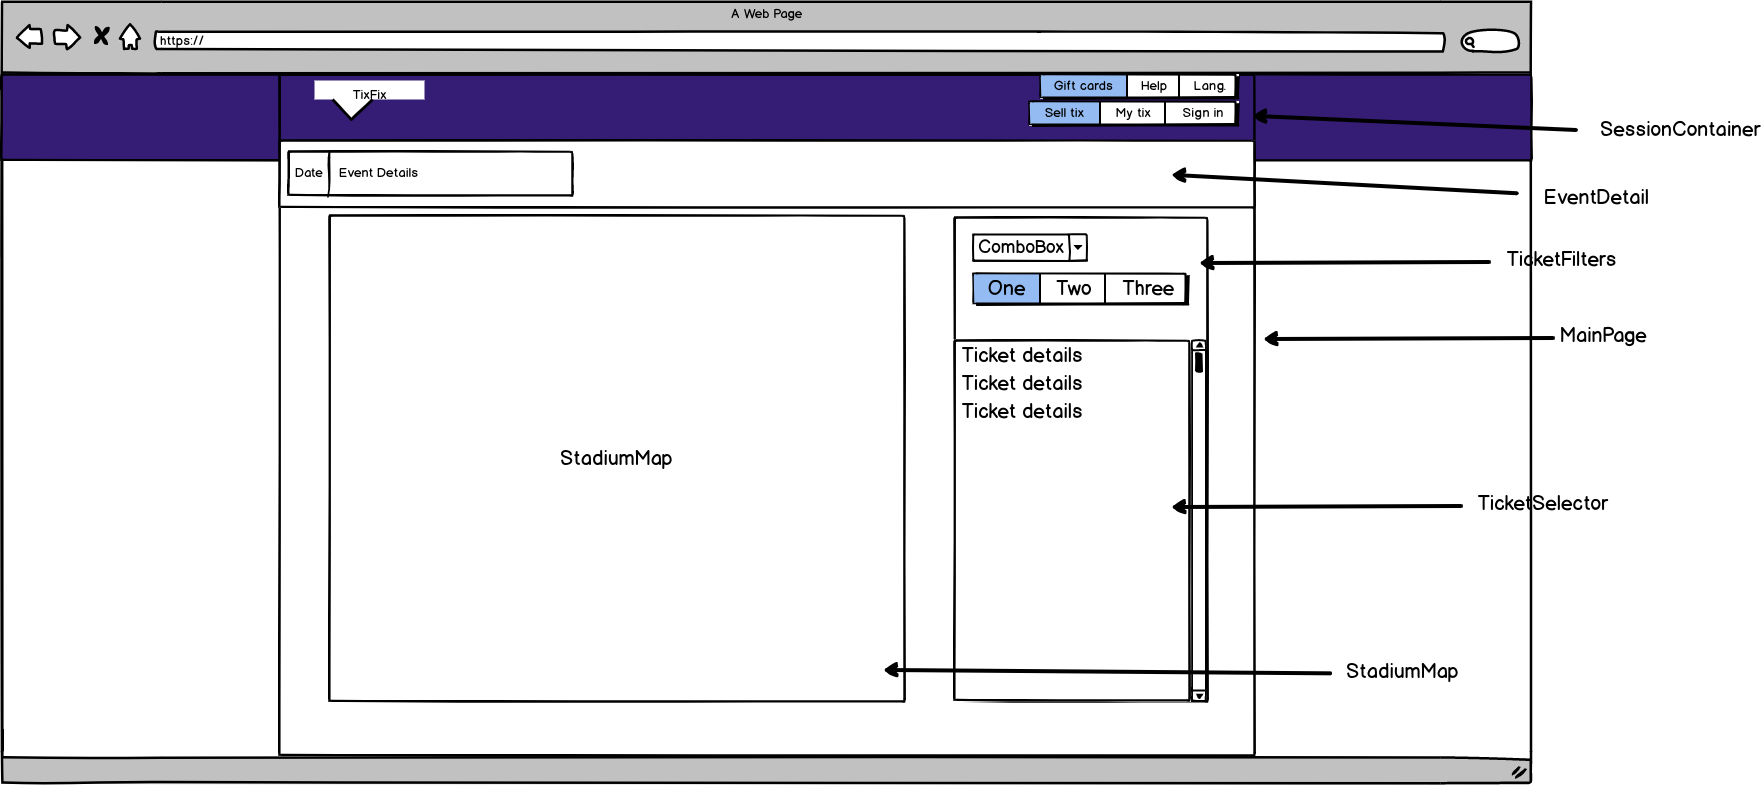 A Web Page
https://
TixFix
Gift cards Help Lang.
Sell tix My tix Sign in
SessionContainer
Date Event Details
EventDetail
ComboBox
TicketFilters
One Two Three
MainPage
Ticket details
Ticket details
Ticket details
StadiumMap
TicketSelector
StadiumMap